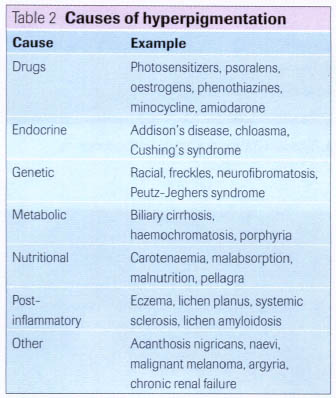 Table 2 Causes of hyperpigmentation
Cause Example
Drugs Photosensitizers, psoralens,
oestrogens, phenothiazines,
minocycline, amiodarone
Endocrine Addison's disease, chloasma,
Cushing's syndrome
Genetic Racial, freckles, neurofibromatosis,
Peutz-Jeghers syndrome
Metabolic Biliary cirrhosis,
haemochromatosis, porphyria
Nutritional Carotenaemia, malabsorption,
malnutrition, pellagra
Post- Eczema, lichen planus, systemic
inflammatory sclerosis, lichen amyloidosis
Other Acanthosis nigricans, naevi,
malignant melanoma, argyria,
chronic renal failure